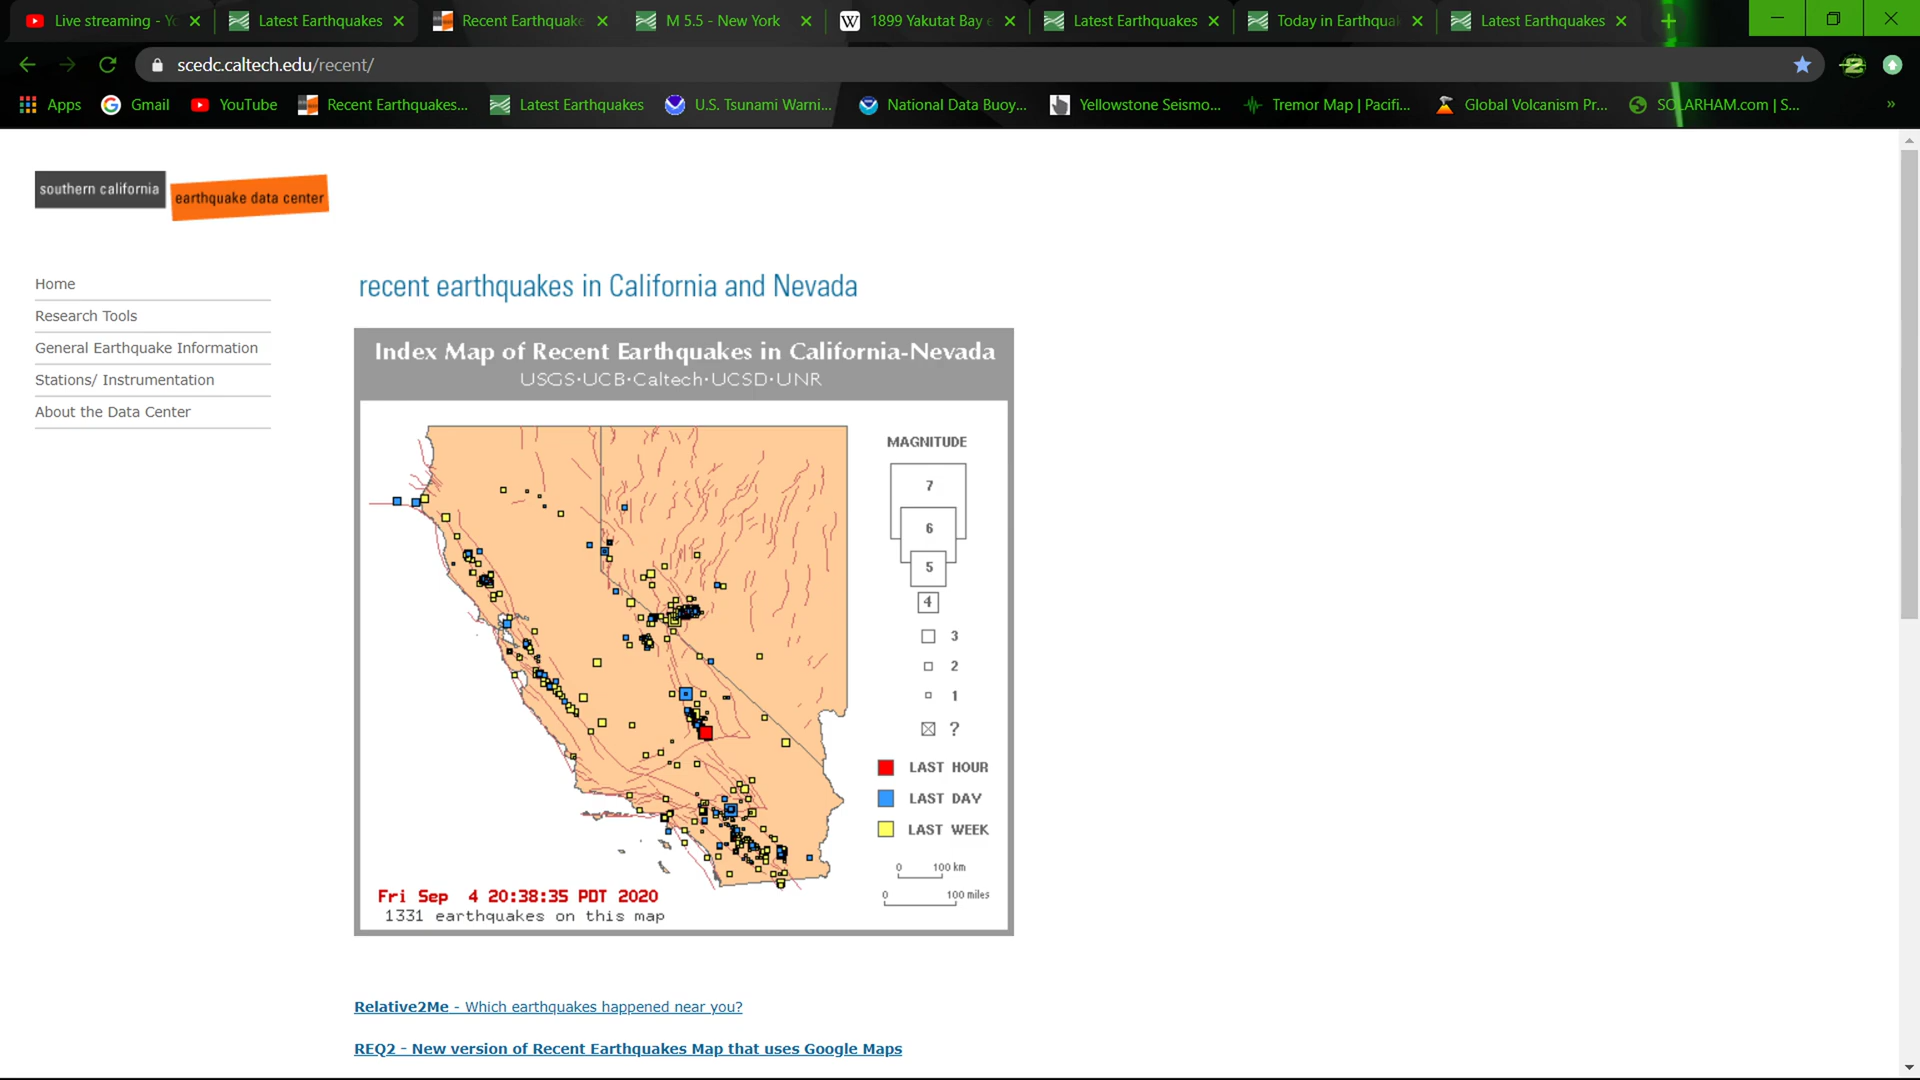 Live streaming - Yo
Latest Earthquakes
Recent Earthquake
M 5.5 - New York
1899 Yakutat Bay e
Latest Earthquakes
Today in Earthquak
Latest Earthquakes
scedc.caltech.edu/recent/
Apps
Gmail
YouTube
Recent Earthquakes...
Latest Earthquakes
U.S. Tsunami Warni...
National Data Buoy...
Yellowstone Seismo...
Tremor Map | Pacifi...
Global Volcanism Pr...
SOLARHAM.com | S...
»
southern california
earthquake data center
Home
Research Tools
General Earthquake Information
Stations/ Instrumentation
About the Data Center
recent earthquakes in California and Nevada
Index Map of Recent Earthquakes in California-Nevada
USGS·UCB·Caltech·UCSD·UNR
MAGNITUDE
7
6
5
4
3
2
1
?
LAST HOUR
LAST DAY
LAST WEEK
0 100 km
0 100 miles
Fri Sep 4 20:38:35 PDT 2020
1331 earthquakes on this map
Relative2Me - Which earthquakes happened near you?
REQ2 - New version of Recent Earthquakes Map that uses Google Maps